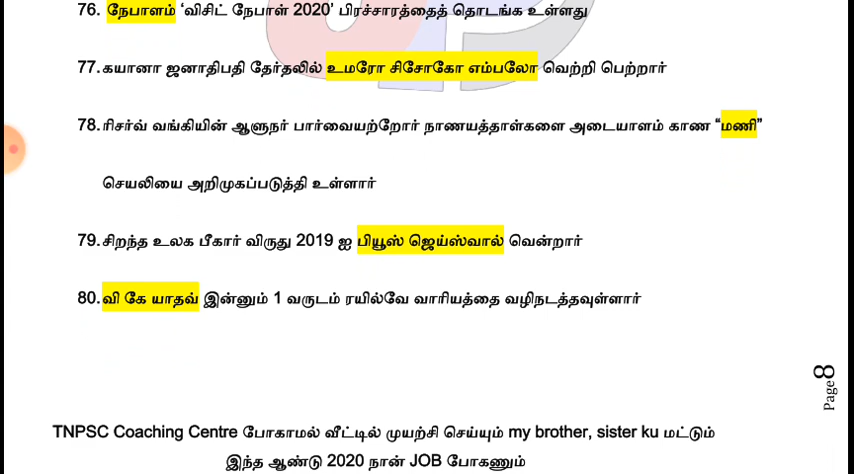 76. நேபாளம் ‘விசிட் நேபாள் 2020’ பிரச்சாரத்தைத் தொடங்க உள்ளது
77.கயானா ஜனாதிபதி தேர்தலில் உமரோ சிசோகோ எம்பலோ வெற்றி பெற்றார்
78.ரிசர்வ் வங்கியின் ஆளுநர் பார்வையற்றோர் நாணயத்தாள்களை அடையாளம் காண “மணி”
செயலியை அறிமுகப்படுத்தி உள்ளார்
79.சிறந்த உலக பீகார் விருது 2019 ஐ பியூஸ் ஜெய்ஸ்வால் வென்றார்
80.வி கே யாதவ் இன்னும் 1 வருடம் ரயில்வே வாரியத்தை வழிநடத்தவுள்ளார்
Page8
TNPSC Coaching Centre போகாமல் வீட்டில் முயற்சி செய்யும் my brother, sister ku மட்டும்
இந்த ஆண்டு 2020 நான் JOB போகணும்